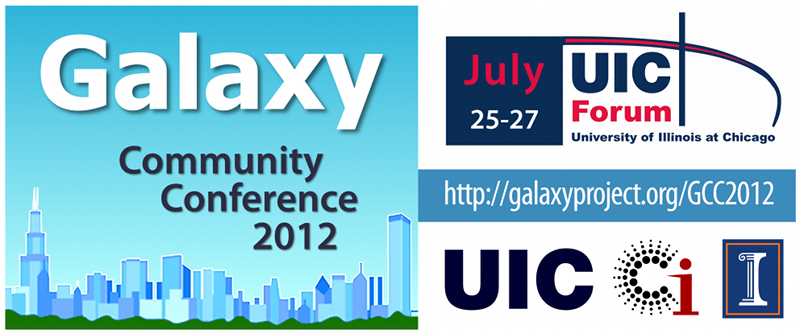 Galaxy
Community
Conference
2012
July
25-27
UIC
Forum
University of Illinois at Chicago
http://galaxyproject.org/GCC2012
UIC
Ci
I